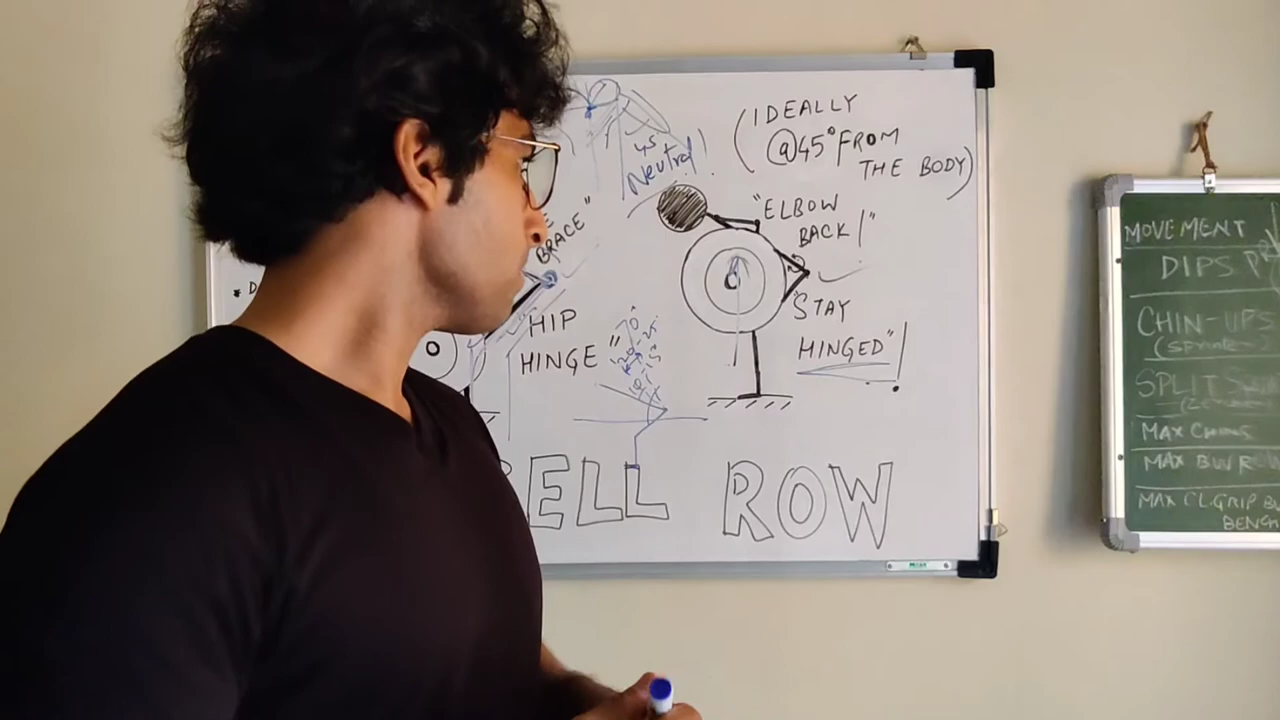 (IDEALLY
@45° FROM
THE BODY)
45
Neutral!
"ELBOW
BACK!"
BRACE"
* D
HIP
HINGE"
"STAY
HINGED"!
ELL ROW
MOVEMENT
DIPS
CHIN-UPS
SPLIT
MAX CHINS
MAX BW R
MAX CL.GRIP B
BENCH